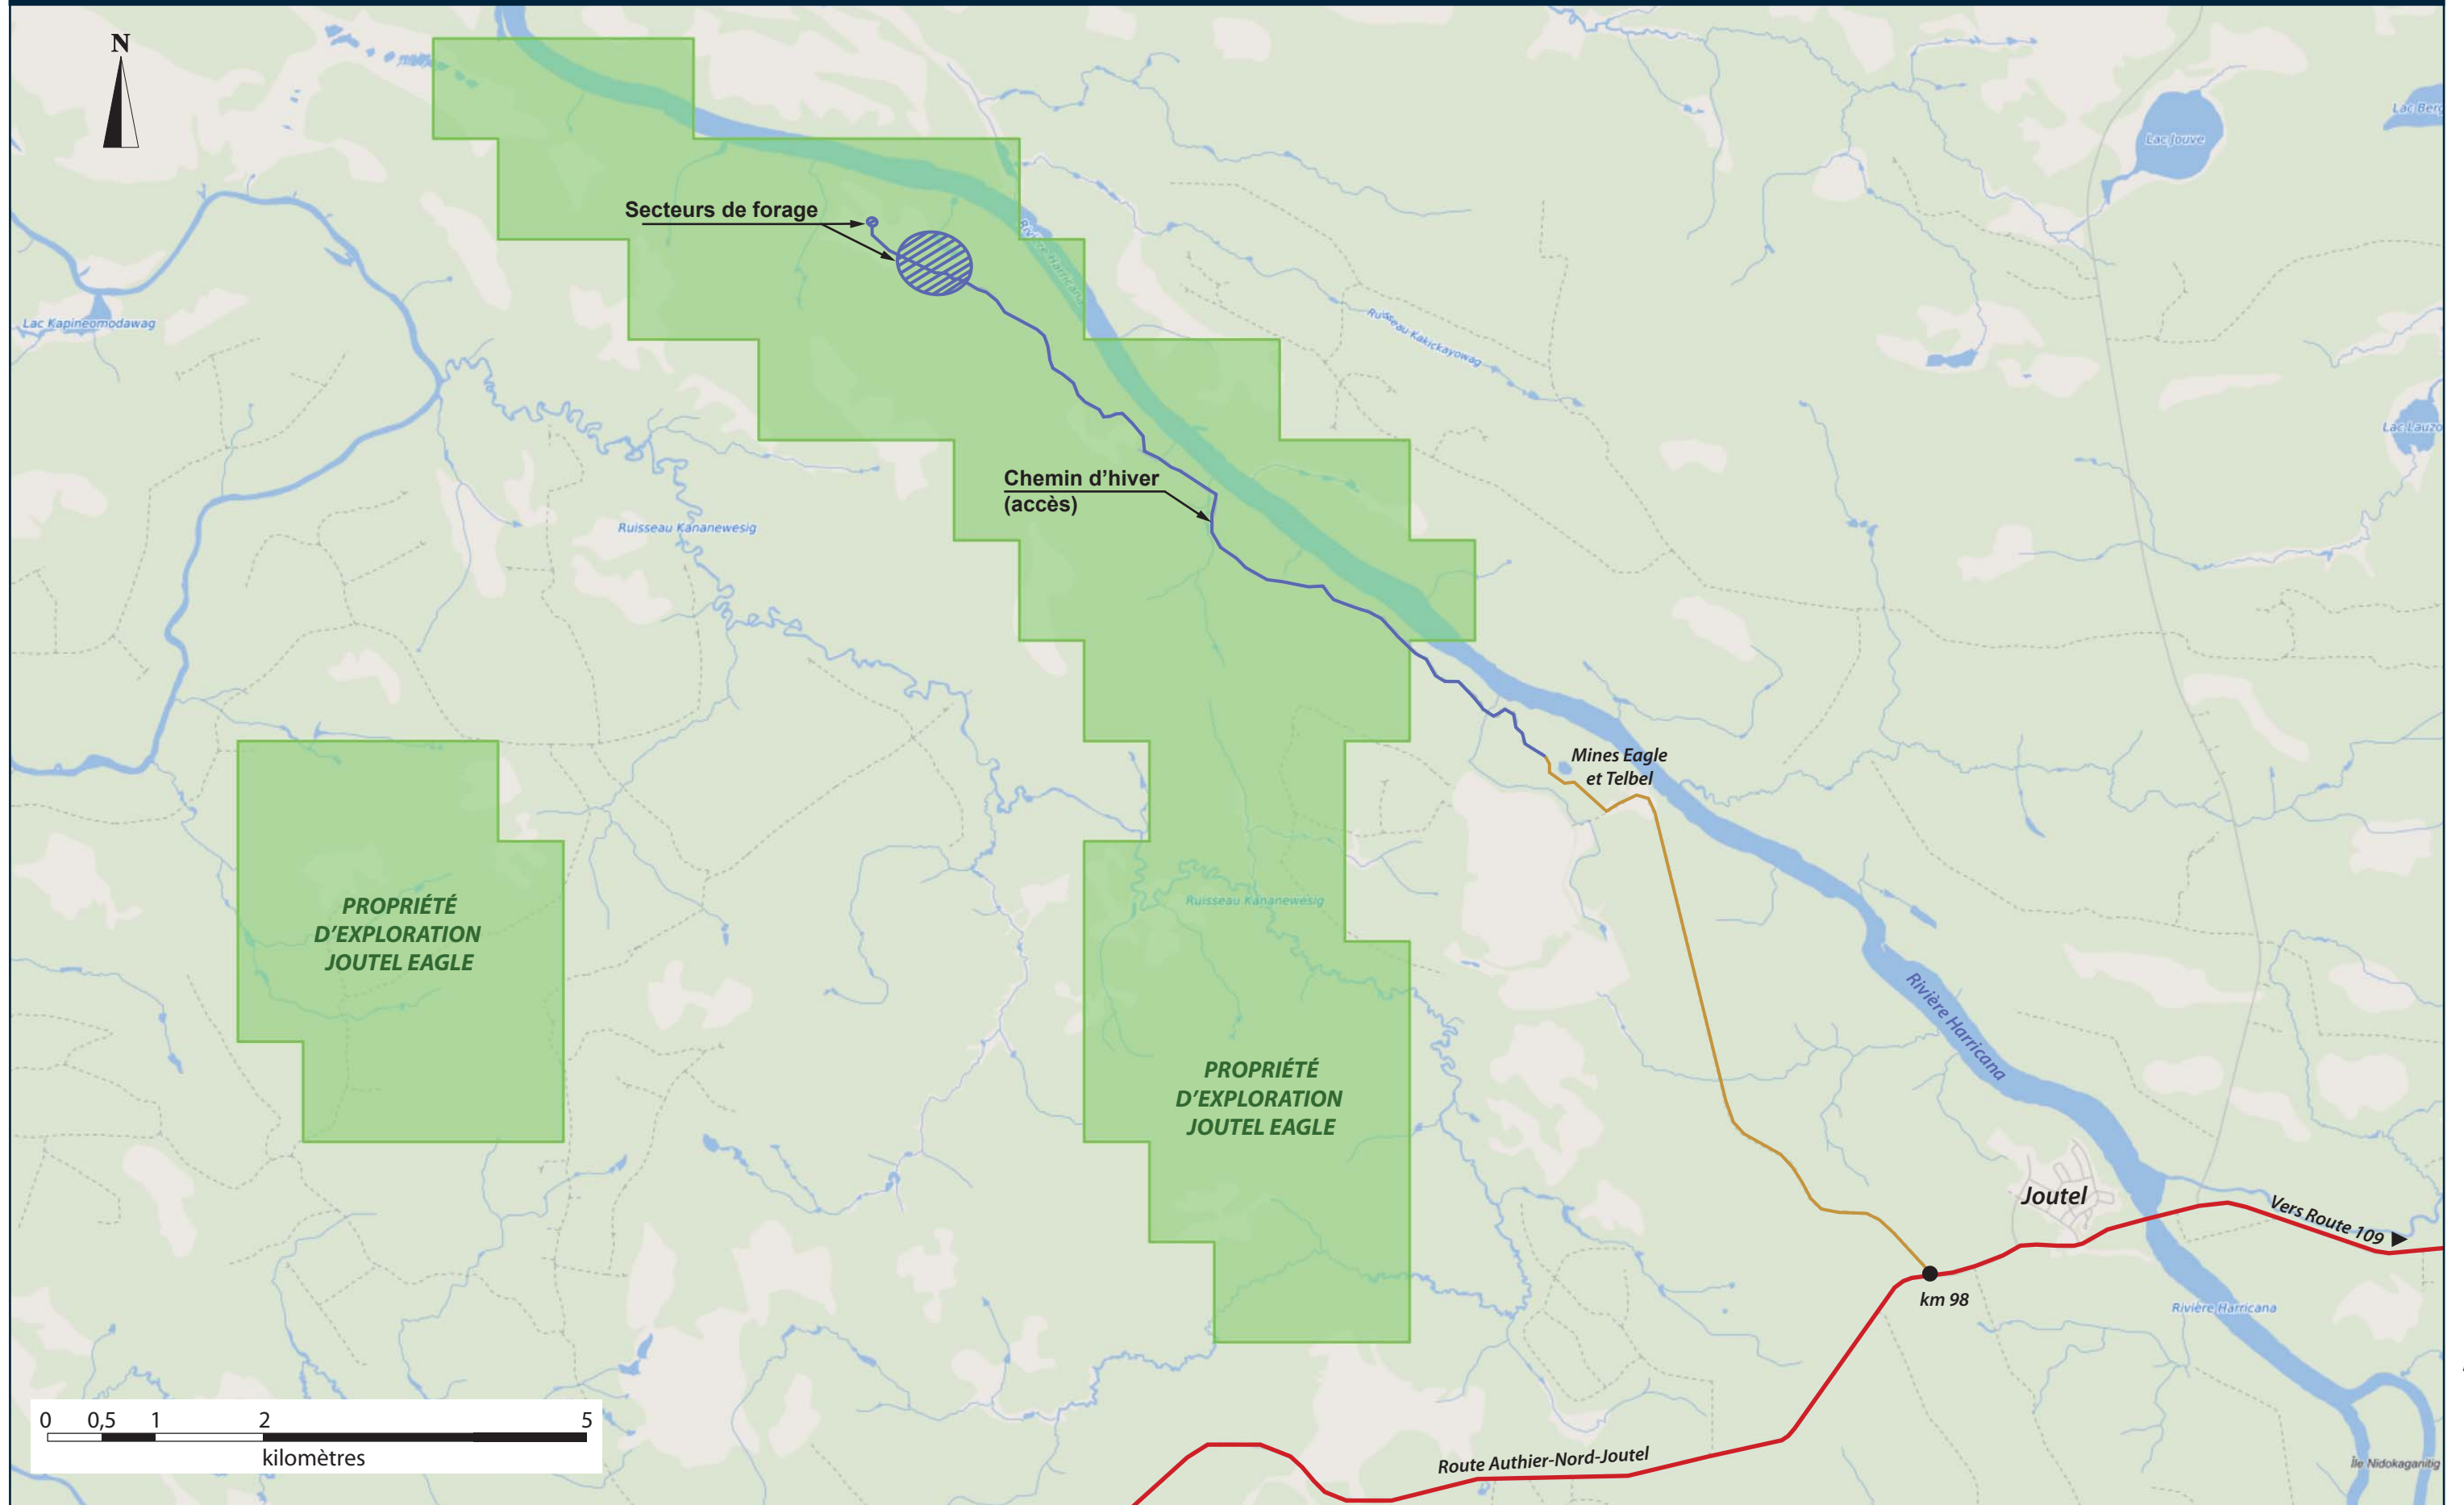 N
Lac Jouve
Secteurs de forage
Rivière Harricana
Lac Kapineomodawag
Ruisseau Kakickayowag
Chemin d'hiver
(accès)
Ruisseau Kananewesig
Mines Eagle
et Telbel
PROPRIÉTÉ
D'EXPLORATION
JOUTEL EAGLE
Ruisseau Kananewesig
Rivière Harricana
PROPRIÉTÉ
D'EXPLORATION
JOUTEL EAGLE
Joutel
Vers Route 109
km 98
Rivière Harricana
0 0,5 1 2 5
kilomètres
Route Authier-Nord-Joutel
Île Nidokaganitig